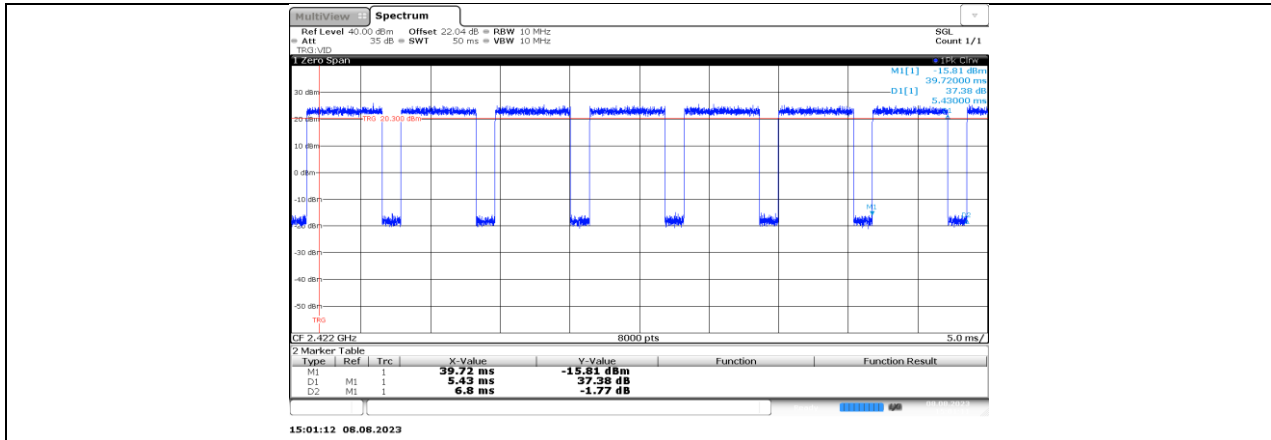 MultiView Spectrum
Ref Level 40.00 dBm Offset 22.04 dB RBW 10 MHz SGL
Att 35 dB SWT 50 ms VBW 10 MHz Count 1/1
TRG:VID
1 Zero Span 1Pk Clrw
M1[1] -15.81 dBm
39.72000 ms
D1[1] 37.38 dB
5.43000 ms
30 dBm
20 dBm
TRG 20.300 dBm
10 dBm
0 dBm
-10 dBm
M1
D2
-20 dBm
-30 dBm
-40 dBm
-50 dBm
TRG
CF 2.422 GHz 8000 pts 5.0 ms/
2 Marker Table
Type Ref Trc X-Value Y-Value Function Function Result
M1 1 39.72 ms -15.81 dBm
D1 M1 1 5.43 ms 37.38 dB
D2 M1 1 6.8 ms -1.77 dB
08.08.2023
15:01:12 08.08.2023